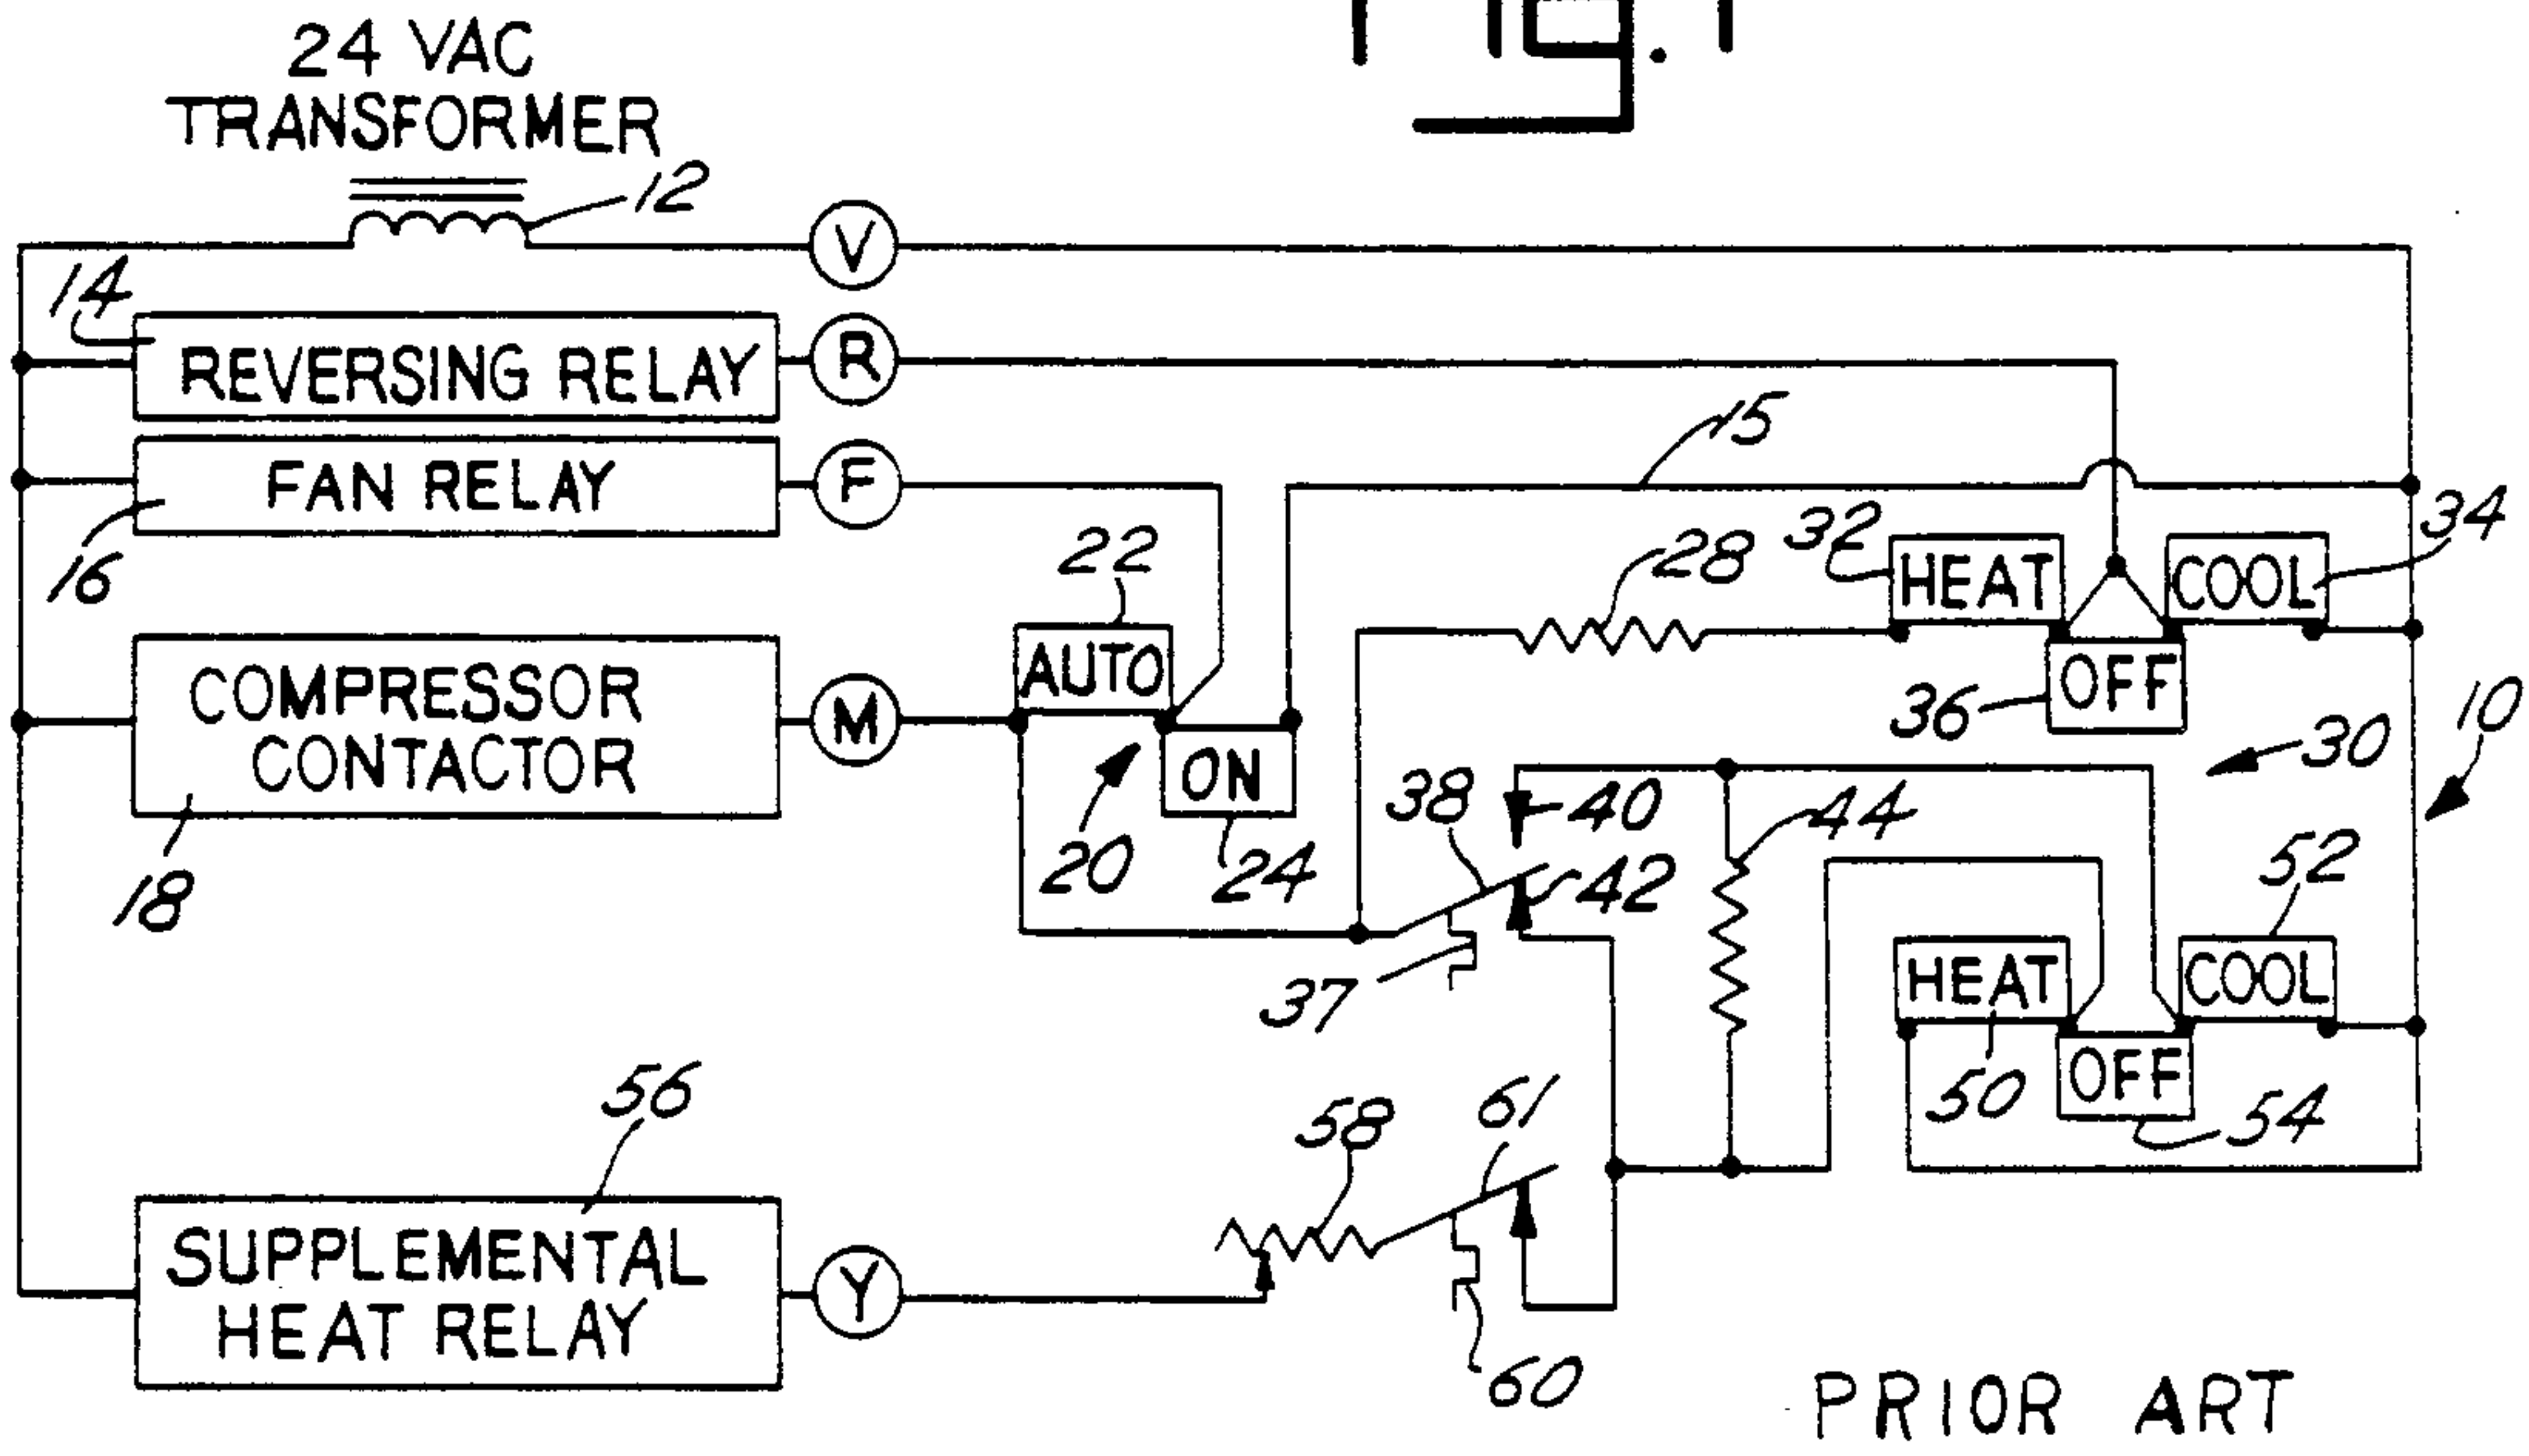 Fig. 1
24 VAC
TRANSFORMER
12
V
14
REVERSING RELAY
R
15
FAN RELAY
F
16
22
28
32
HEAT
COOL
34
AUTO
OFF
36
COMPRESSOR
CONTACTOR
M
ON
30
10
38
40
44
20
24
42
52
18
37
HEAT
COOL
50
OFF
54
56
58
61
SUPPLEMENTAL
HEAT RELAY
Y
60
PRIOR ART